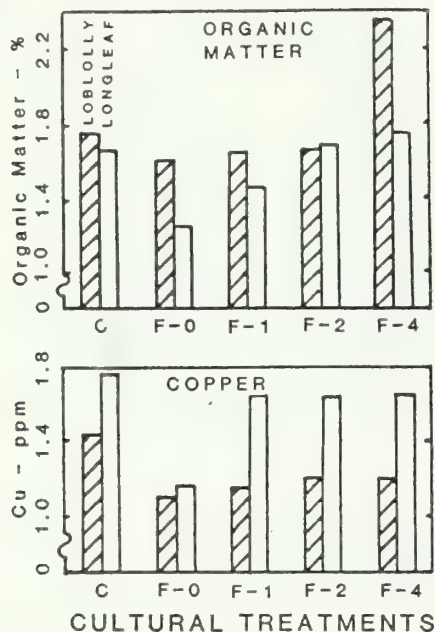 ORGANIC
MATTER
LOBLOLLY
LONGLEAF
Organic Matter - %
2.2
1.8
1.4
1.0
0
C F-0 F-1 F-2 F-4
COPPER
Cu - ppm
1.8
1.4
1.0
0
C F-0 F-1 F-2 F-4
CULTURAL TREATMENTS